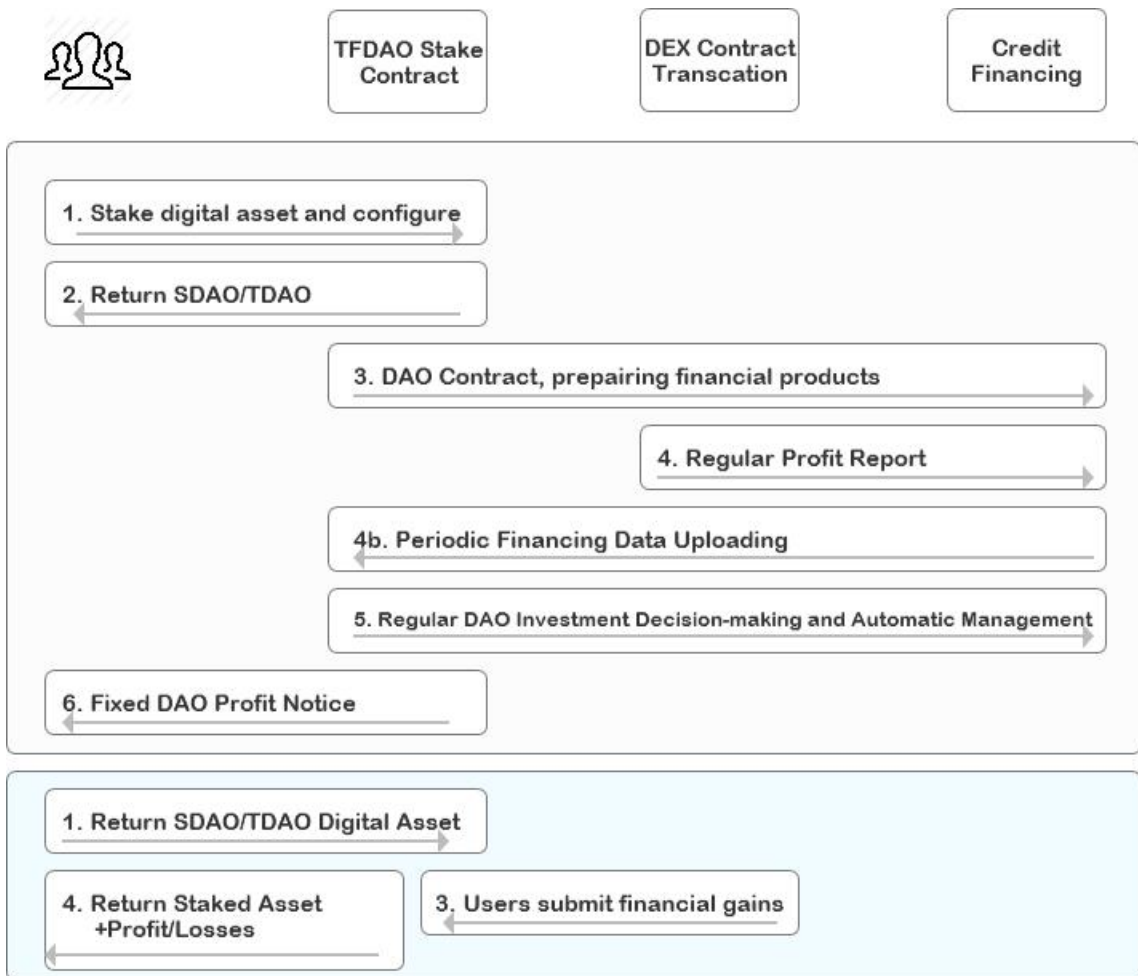 TFDAO Stake
Contract
DEX Contract
Transcation
Credit
Financing
1. Stake digital asset and configure
2. Return SDAO/TDAO
3. DAO Contract, prepairing financial products
4. Regular Profit Report
4b. Periodic Financing Data Uploading
5. Regular DAO Investment Decision-making and Automatic Management
6. Fixed DAO Profit Notice
1. Return SDAO/TDAO Digital Asset
4. Return Staked Asset
+Profit/Losses
3. Users submit financial gains